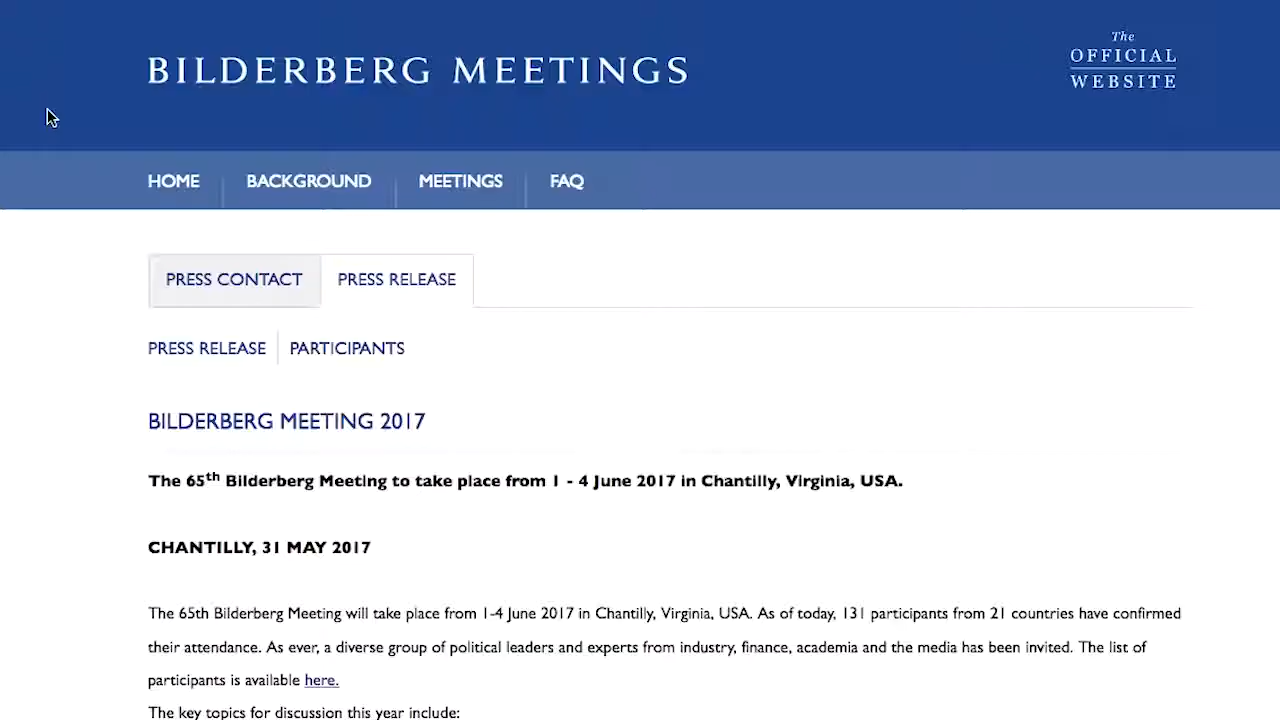 BILDERBERG MEETINGS
The
OFFICIAL
WEBSITE
HOME BACKGROUND MEETINGS FAQ
PRESS CONTACT PRESS RELEASE
PRESS RELEASE PARTICIPANTS
BILDERBERG MEETING 2017
The 65th Bilderberg Meeting to take place from 1 - 4 June 2017 in Chantilly, Virginia, USA.
CHANTILLY, 31 MAY 2017
The 65th Bilderberg Meeting will take place from 1-4 June 2017 in Chantilly, Virginia, USA. As of today, 131 participants from 21 countries have confirmed
their attendance. As ever, a diverse group of political leaders and experts from industry, finance, academia and the media has been invited. The list of
participants is available here.
The key topics for discussion this year include: